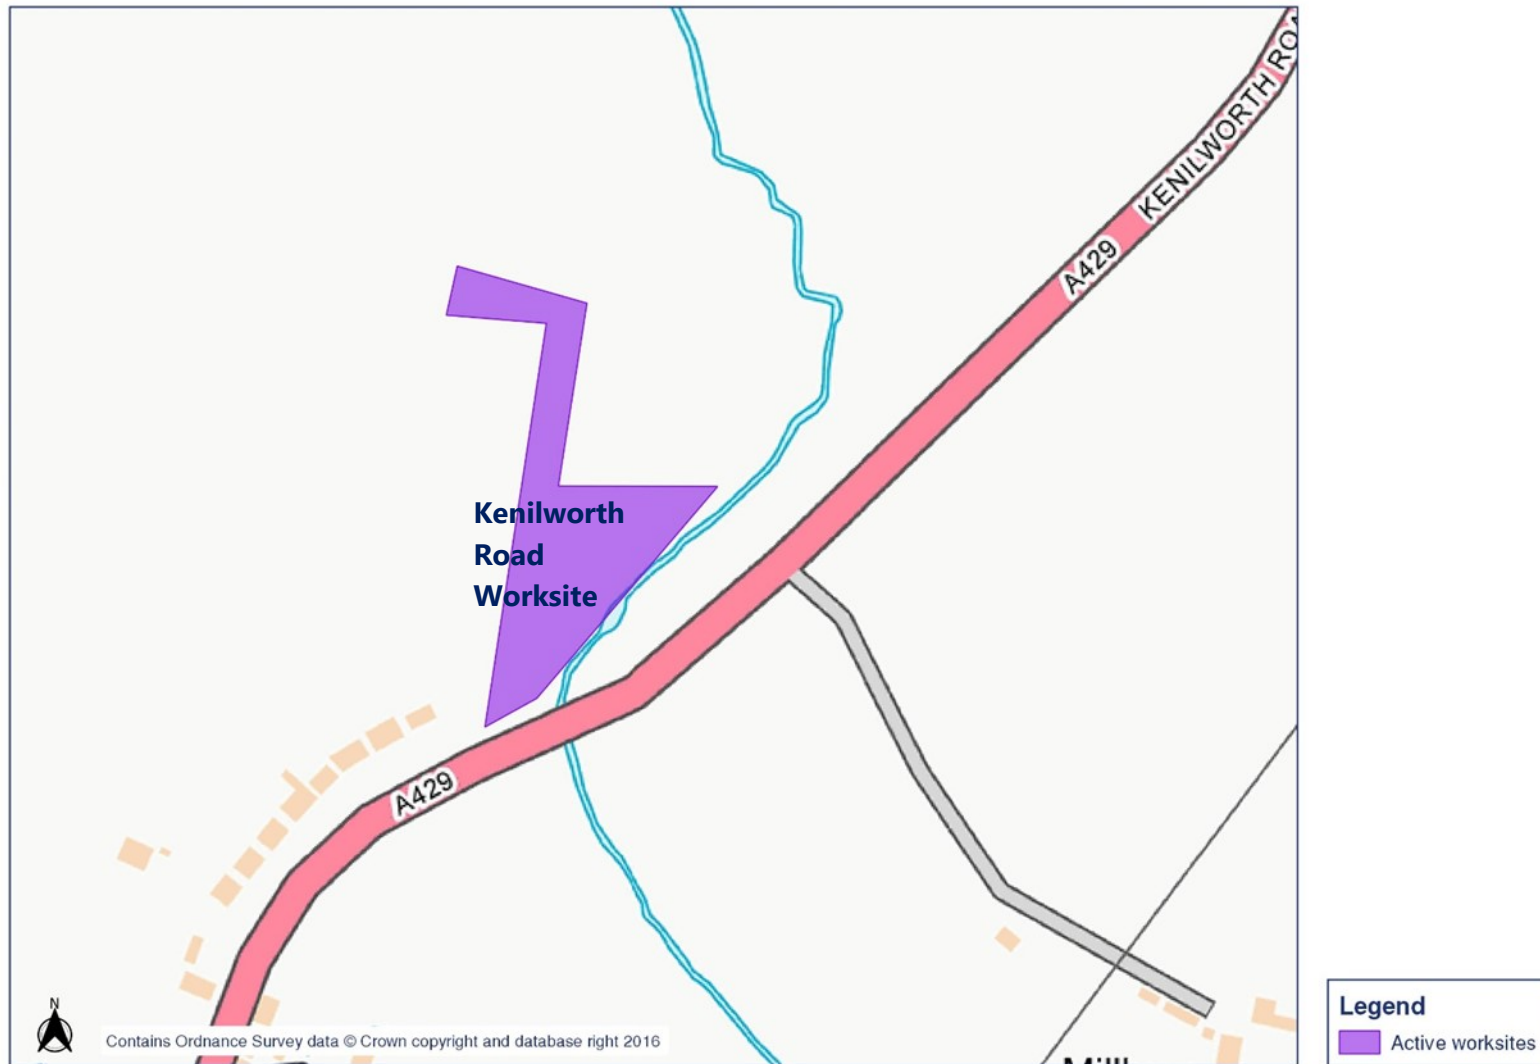 KENILWORTH
A429
Kenilworth
Road
Worksite
A429
N
Contains Ordnance Survey data © Crown copyright and database right 2016
Legend
Active worksites